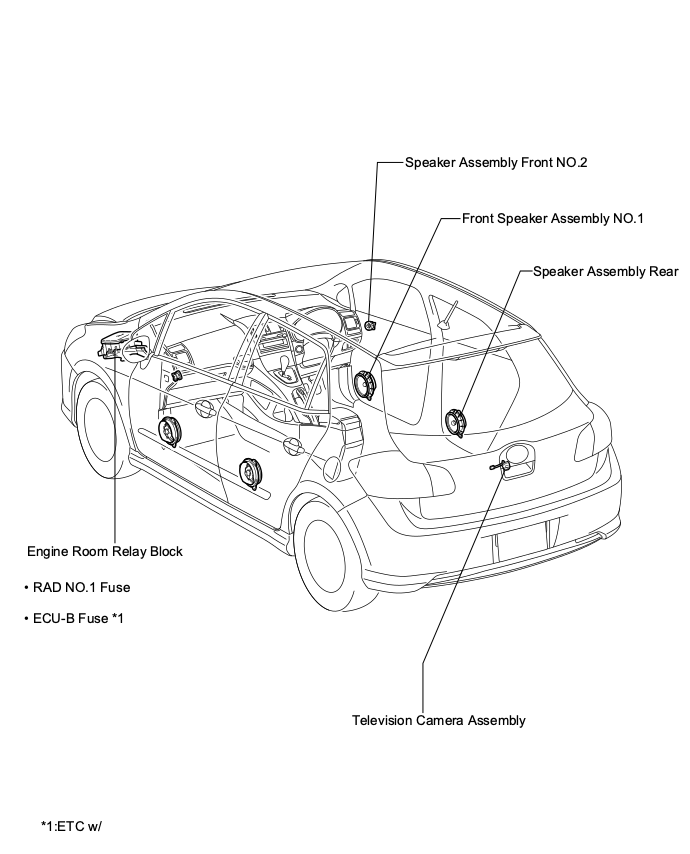 Speaker Assembly Front NO.2
Front Speaker Assembly NO.1
Speaker Assembly Rear
Engine Room Relay Block
• RAD NO.1 Fuse
• ECU-B Fuse *1
Television Camera Assembly
*1:ETC w/